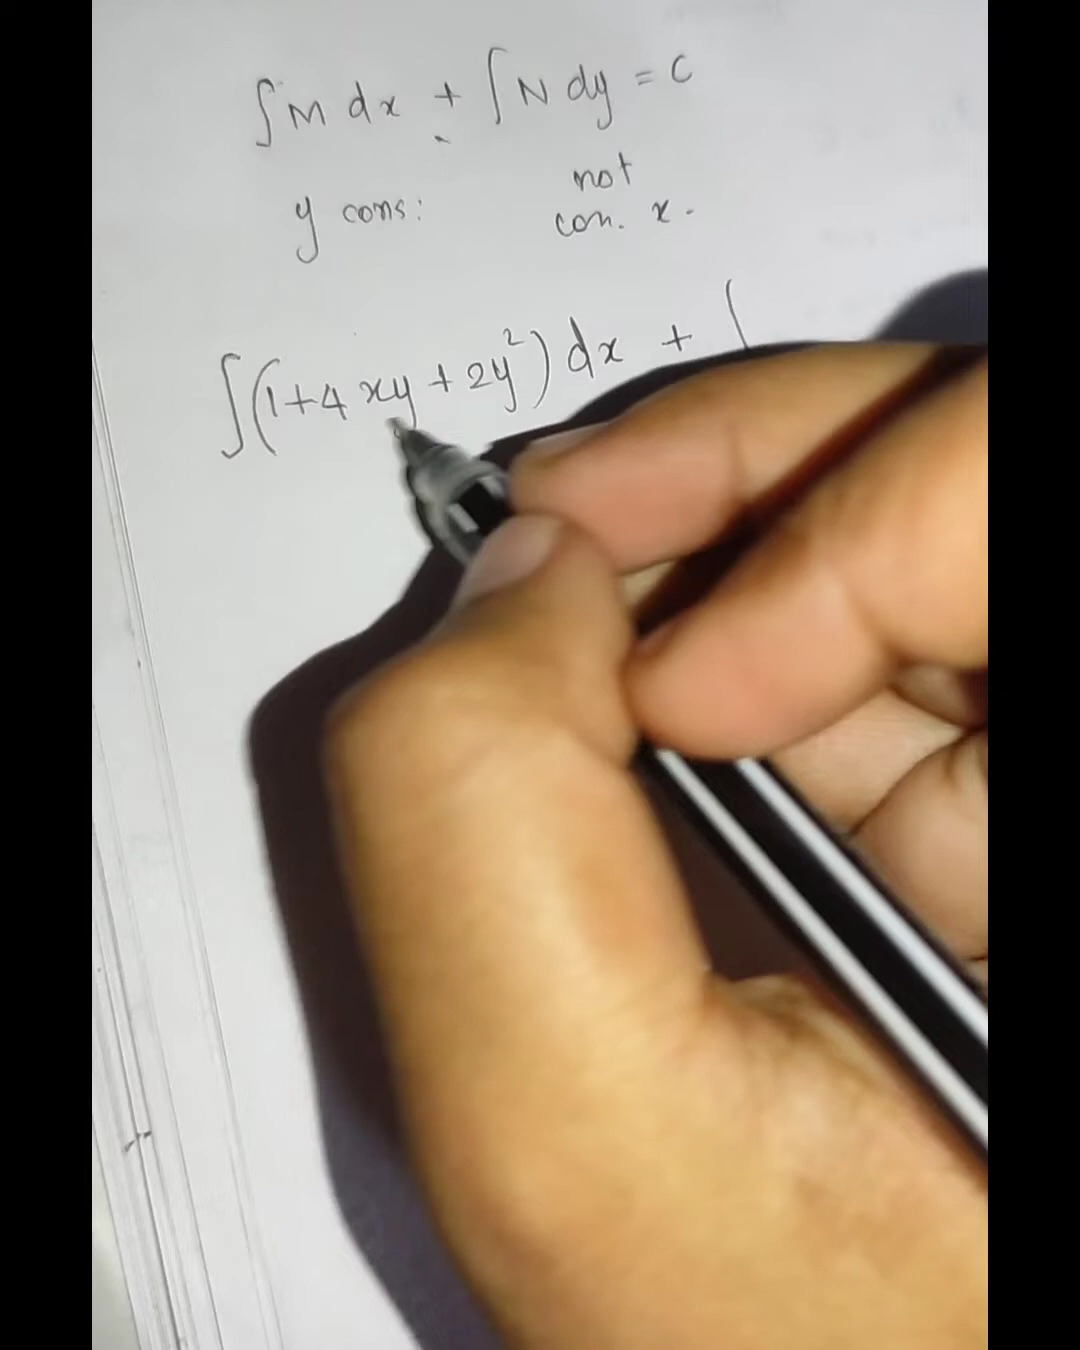 ∫M dx + ∫N dy = c
y cons: not con. x.
∫(1+4xy+2y²) dx + ∫